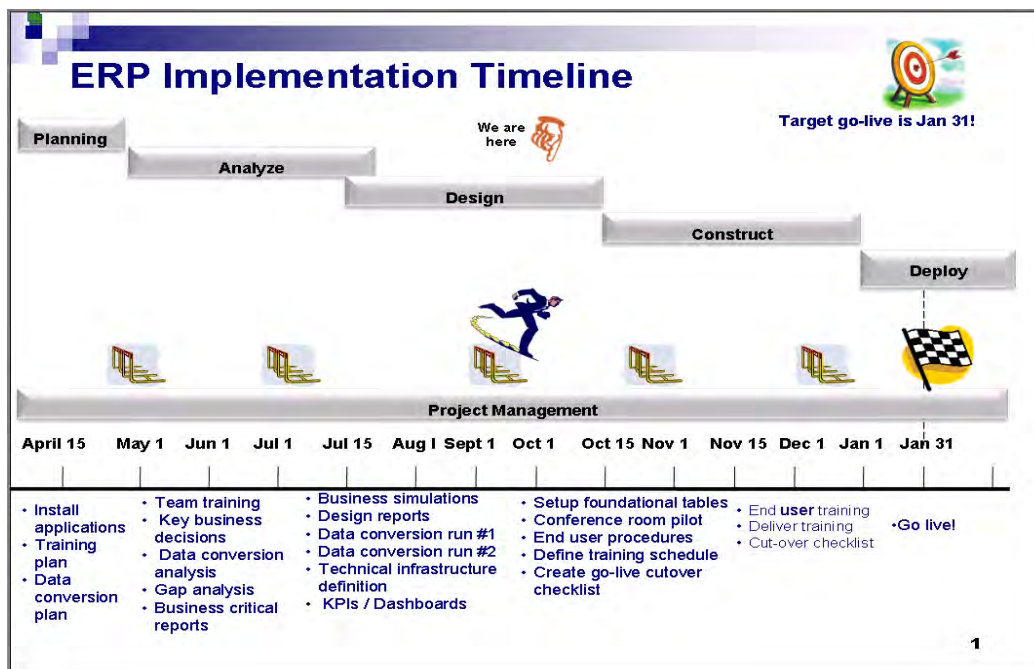 ERP Implementation Timeline
Target go-live is Jan 31!
We are
here
Planning
Analyze
Design
Construct
Deploy
Project Management
April 15 May 1 Jun 1 Jul 1 Jul 15 Aug I Sept 1 Oct 1 Oct 15 Nov 1 Nov 15 Dec 1 Jan 1 Jan 31
• Install
applications
• Training
plan
• Data
conversion
plan
• Team training
• Key business
decisions
• Data conversion
analysis
• Gap analysis
• Business critical
reports
• Business simulations
• Design reports
• Data conversion run #1
• Data conversion run #2
• Technical infrastructure
definition
• KPIs / Dashboards
• Setup foundational tables
• Conference room pilot
• End user procedures
• Define training schedule
• Create go-live cutover
checklist
• End user training
• Deliver training
• Cut-over checklist
•Go live!
1